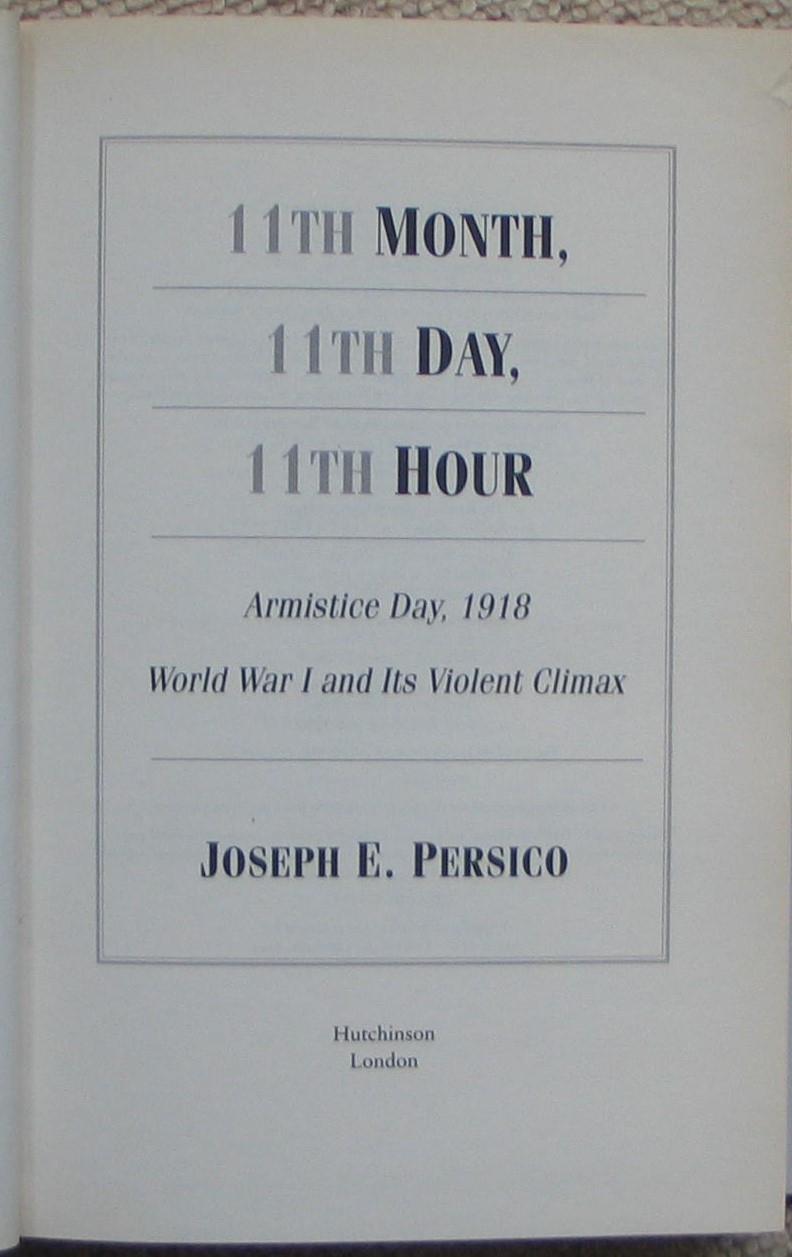 11TH MONTH,
11TH DAY,
11TH HOUR
Armistice Day, 1918
World War I and Its Violent Climax
JOSEPH E. PERSICO
Hutchinson
London